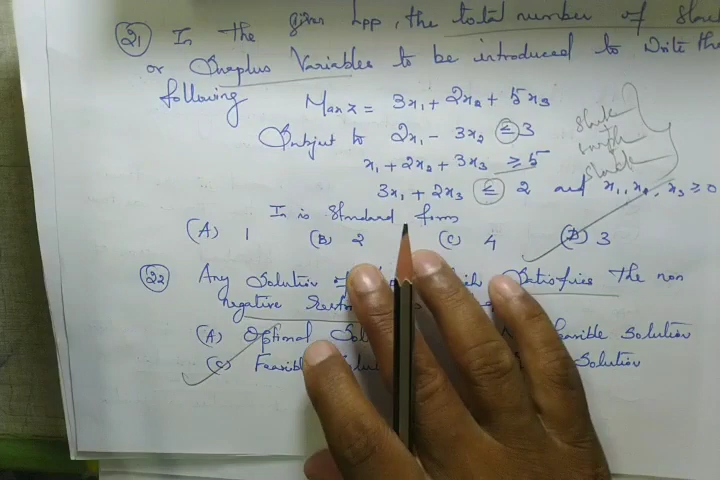 (21) In the given Lpp, the total number of Slack
or Surplus Variables to be introduced to Write the
following Max z = 3x₁ + 2x₂ + 5x₃
Subject to 2x₁ - 3x₂ ≤ 3
x₁ + 2x₂ + 3x₃ ≥ 5
3x₁ + 2x₃ ≤ 2 and x₁, x₂, x₃ ≥ 0
slack
surplus
slack
In is Standard form
(A) 1 (B) 2 (C) 4 (D) 3
(22) Any Solution of Satisfies the non
negative
(A) Optimal feasible solution
(C) Feasible Solution